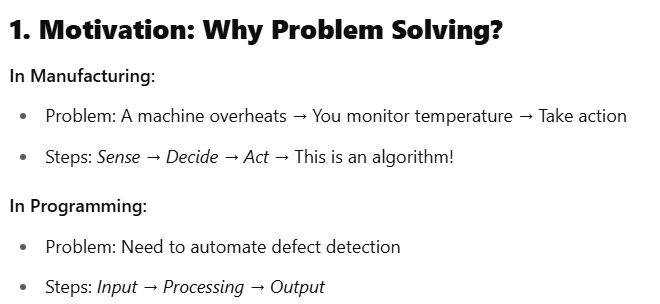 1. Motivation: Why Problem Solving?
In Manufacturing:
• Problem: A machine overheats → You monitor temperature → Take action
• Steps: Sense → Decide → Act → This is an algorithm!
In Programming:
• Problem: Need to automate defect detection
• Steps: Input → Processing → Output